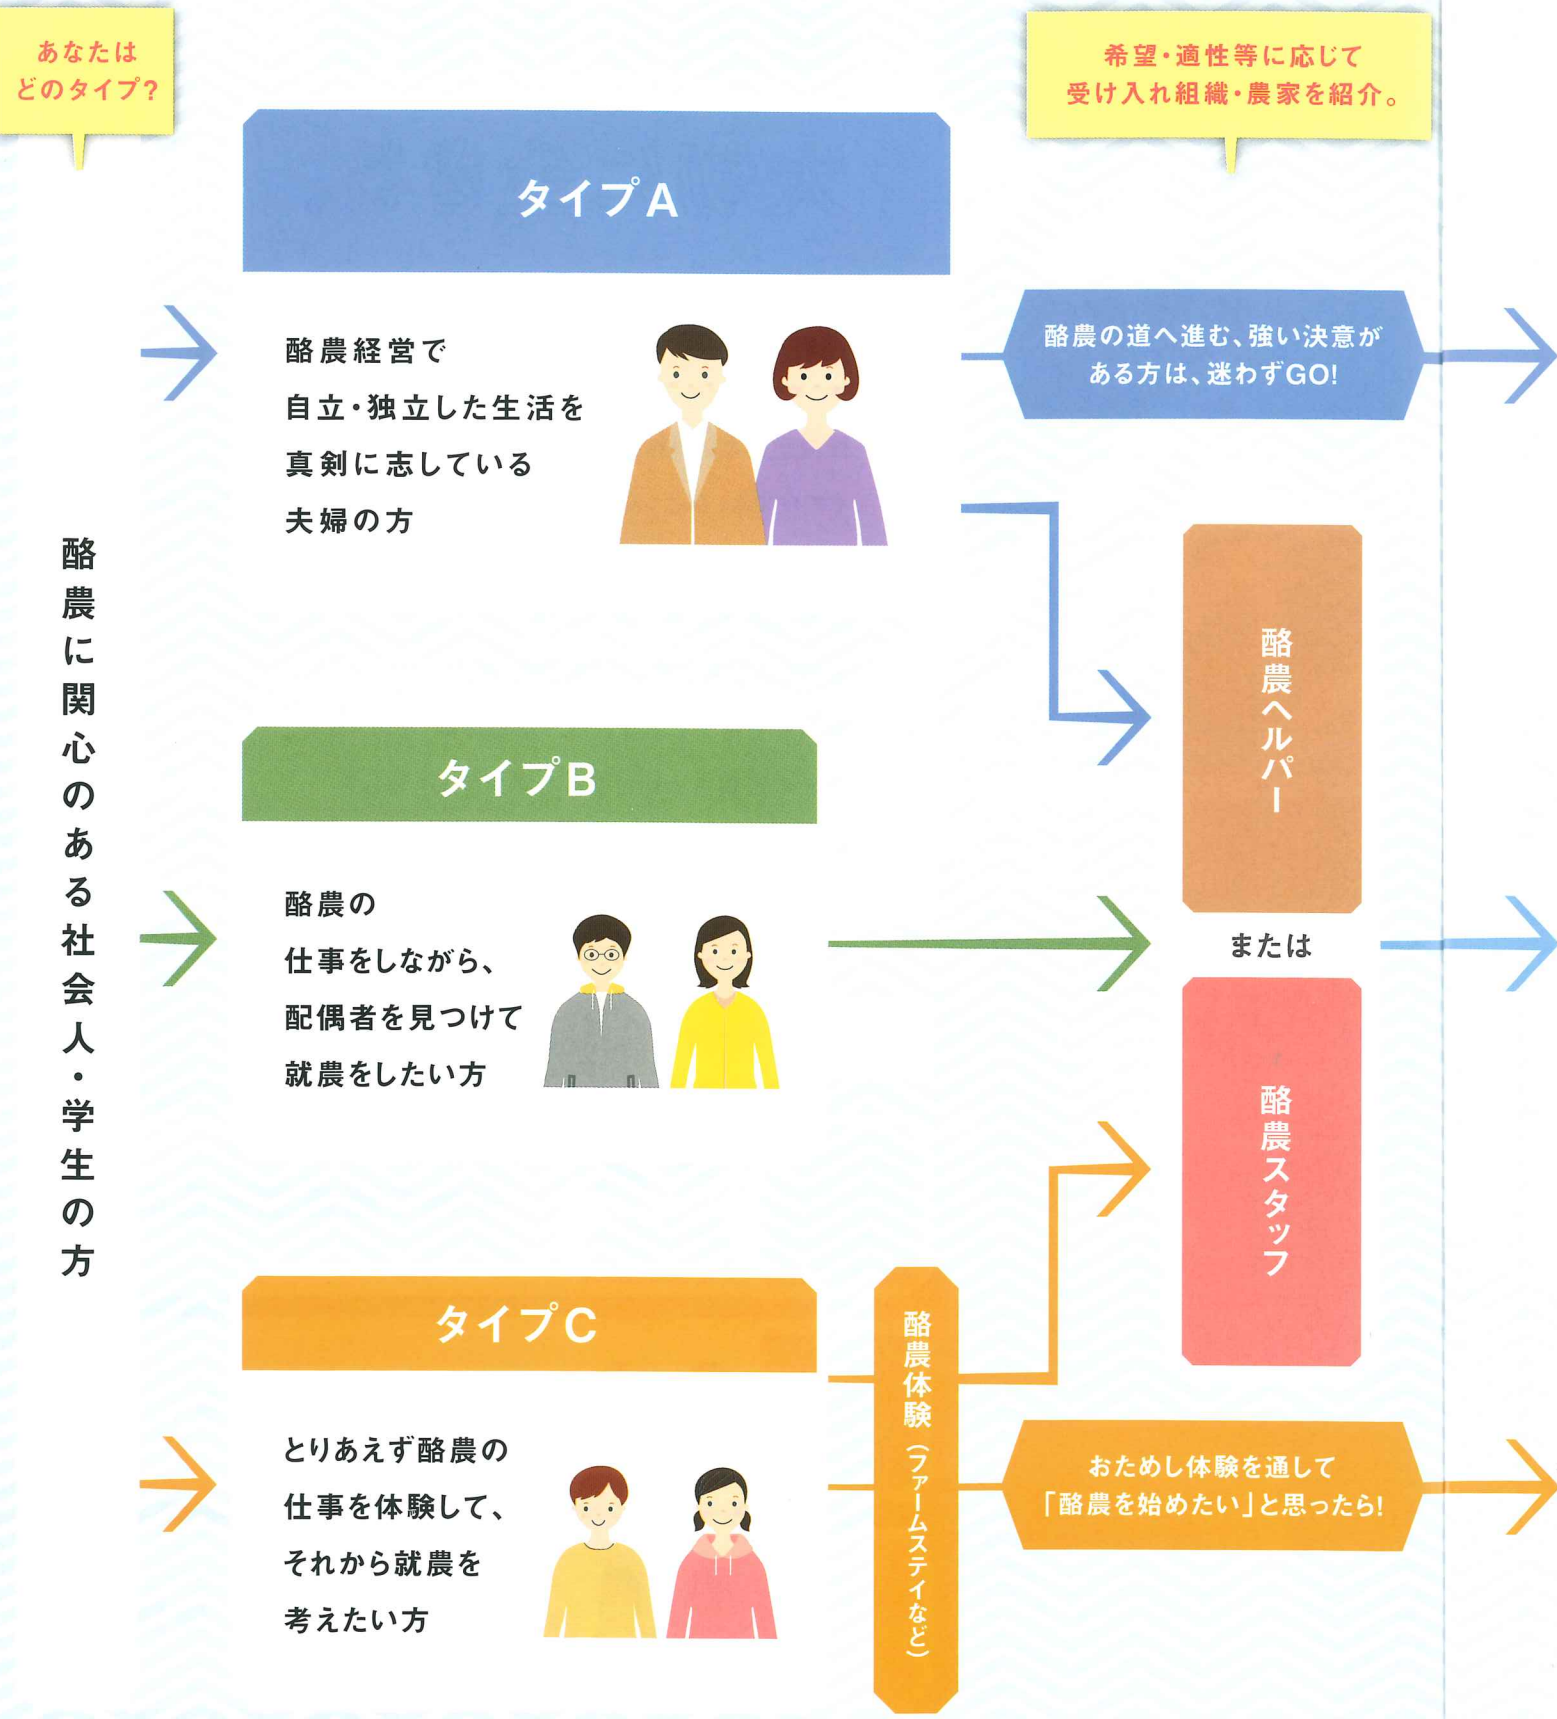 あなたは
どのタイプ?
希望・適性等に応じて
受け入れ組織・農家を紹介。
酪農に関心のある社会人・学生の方
タイプA
酪農経営で
自立・独立した生活を
真剣に志している
夫婦の方
酪農の道へ進む、強い決意が
ある方は、迷わずGO!
タイプB
酪農の
仕事をしながら、
配偶者を見つけて
就農をしたい方
酪農ヘルパー
または
酪農スタッフ
タイプC
とりあえず酪農の
仕事を体験して、
それから就農を
考えたい方
酪農体験(ファームステイなど)
おためし体験を通して
「酪農を始めたい」と思ったら!